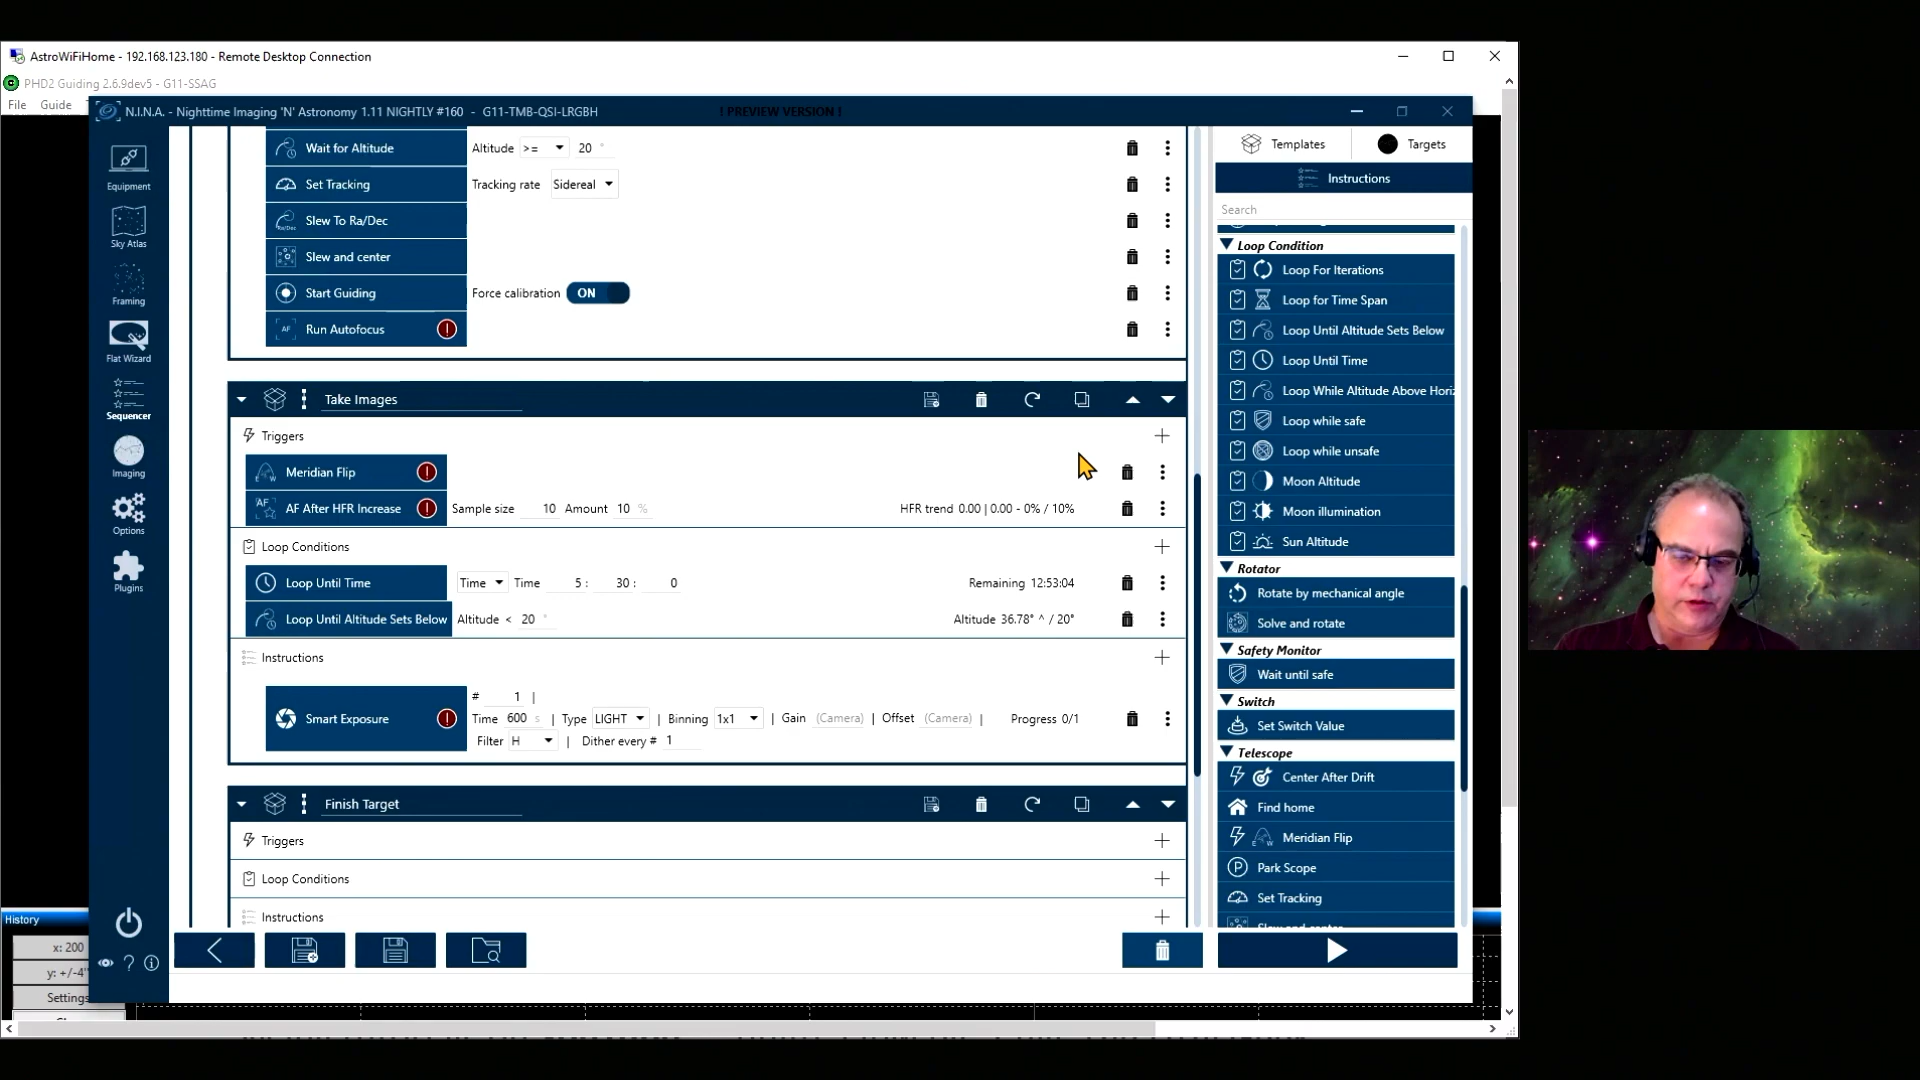 AstroWiFiHome - 192.168.123.180 - Remote Desktop Connection
PHD2 Guiding 2.6.9dev5 - G11-SSAG
File Guide
N.I.N.A. - Nighttime Imaging 'N' Astronomy 1.11 NIGHTLY #160 - G11-TMB-QSI-LRGBH ! PREVIEW VERSION !
Equipment
Sky Atlas
Framing
Flat Wizard
Sequencer
Imaging
Options
Plugins
Wait for Altitude Altitude >= 20 °
Set Tracking Tracking rate Sidereal
Slew To Ra/Dec
Slew and center
Start Guiding Force calibration ON
AF Run Autofocus
Take Images
Triggers
Meridian Flip
AF After HFR Increase Sample size 10 Amount 10 % HFR trend 0.00 | 0.00 - 0% / 10%
Loop Conditions
Loop Until Time Time Time 5 : 30 : 0 Remaining 12:53:04
Loop Until Altitude Sets Below Altitude < 20 ° Altitude 36.78° ^ / 20°
Instructions
Smart Exposure
# 1 |
Time 600 s | Type LIGHT | Binning 1x1 | Gain (Camera) | Offset (Camera) | Progress 0/1
Filter H | Dither every # 1
Finish Target
Triggers
Loop Conditions
Instructions
Templates Targets
Instructions
Search
Loop Condition
Loop For Iterations
Loop for Time Span
Loop Until Altitude Sets Below
Loop Until Time
Loop While Altitude Above Horiz
Loop while safe
Loop while unsafe
Moon Altitude
Moon illumination
Sun Altitude
Rotator
Rotate by mechanical angle
Solve and rotate
Safety Monitor
Wait until safe
Switch
Set Switch Value
Telescope
Center After Drift
Find home
Meridian Flip
Park Scope
Set Tracking
Slew and center
History
x: 200
y: +/-4"
Settings